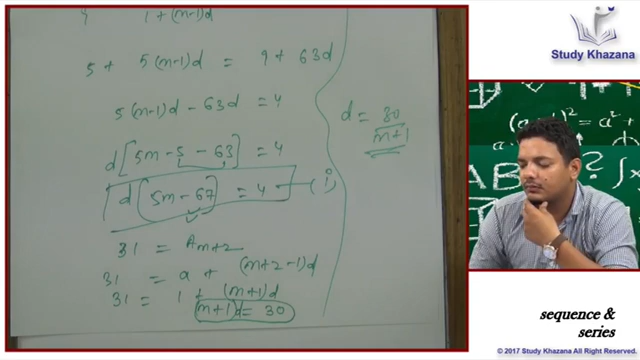 1 + (m-1)d
5 + 5(m-1)d = 9 + 63d
5(m-1)d - 63d = 4
d[5m - 5 - 63] = 4
d(5m - 67) = 4 — (i)
31 = Am+2
31 = a + (m+2-1)d
31 = 1 + (m+1)d
(m+1)d = 30
d = 30/m+1
Study Khazana
sequence &
series
© 2017 Study Khazana All Right Reserved.